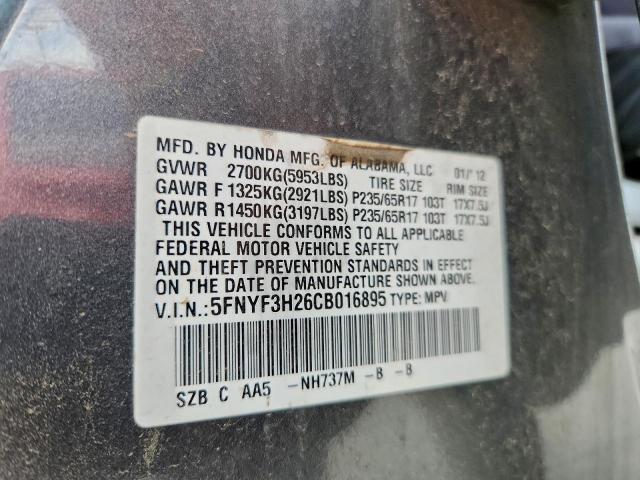 MFD. BY HONDA MFG. OF ALABAMA, LLC 01/12
GVWR 2700KG(5953LBS) TIRE SIZE RIM SIZE
GAWR F 1325KG(2921LBS) P235/65R17 103T 17X7.5J
GAWR R1450KG(3197LBS) P235/65R17 103T 17X7.5J
THIS VEHICLE CONFORMS TO ALL APPLICABLE
FEDERAL MOTOR VEHICLE SAFETY
AND THEFT PREVENTION STANDARDS IN EFFECT
ON THE DATE OF MANUFACTURE SHOWN ABOVE.
V.I.N.: 5FNYF3H26CB016895 TYPE: MPV
SZB C AA5 -NH737M -B -B